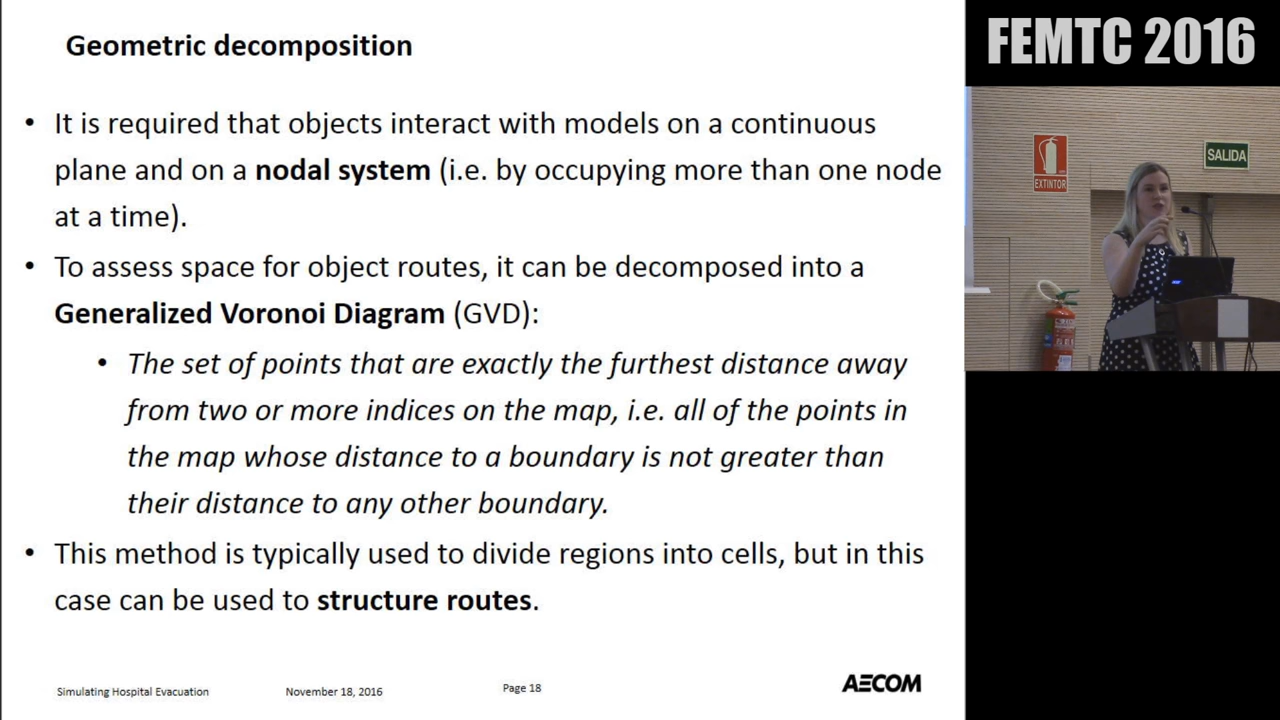 Geometric decomposition
FEMTC 2016
• It is required that objects interact with models on a continuous
plane and on a nodal system (i.e. by occupying more than one node
at a time).
• To assess space for object routes, it can be decomposed into a
Generalized Voronoi Diagram (GVD):
• The set of points that are exactly the furthest distance away
from two or more indices on the map, i.e. all of the points in
the map whose distance to a boundary is not greater than
their distance to any other boundary.
• This method is typically used to divide regions into cells, but in this
case can be used to structure routes.
Simulating Hospital Evacuation
November 18, 2016
Page 18
AECOM
EXTINTOR
SALIDA